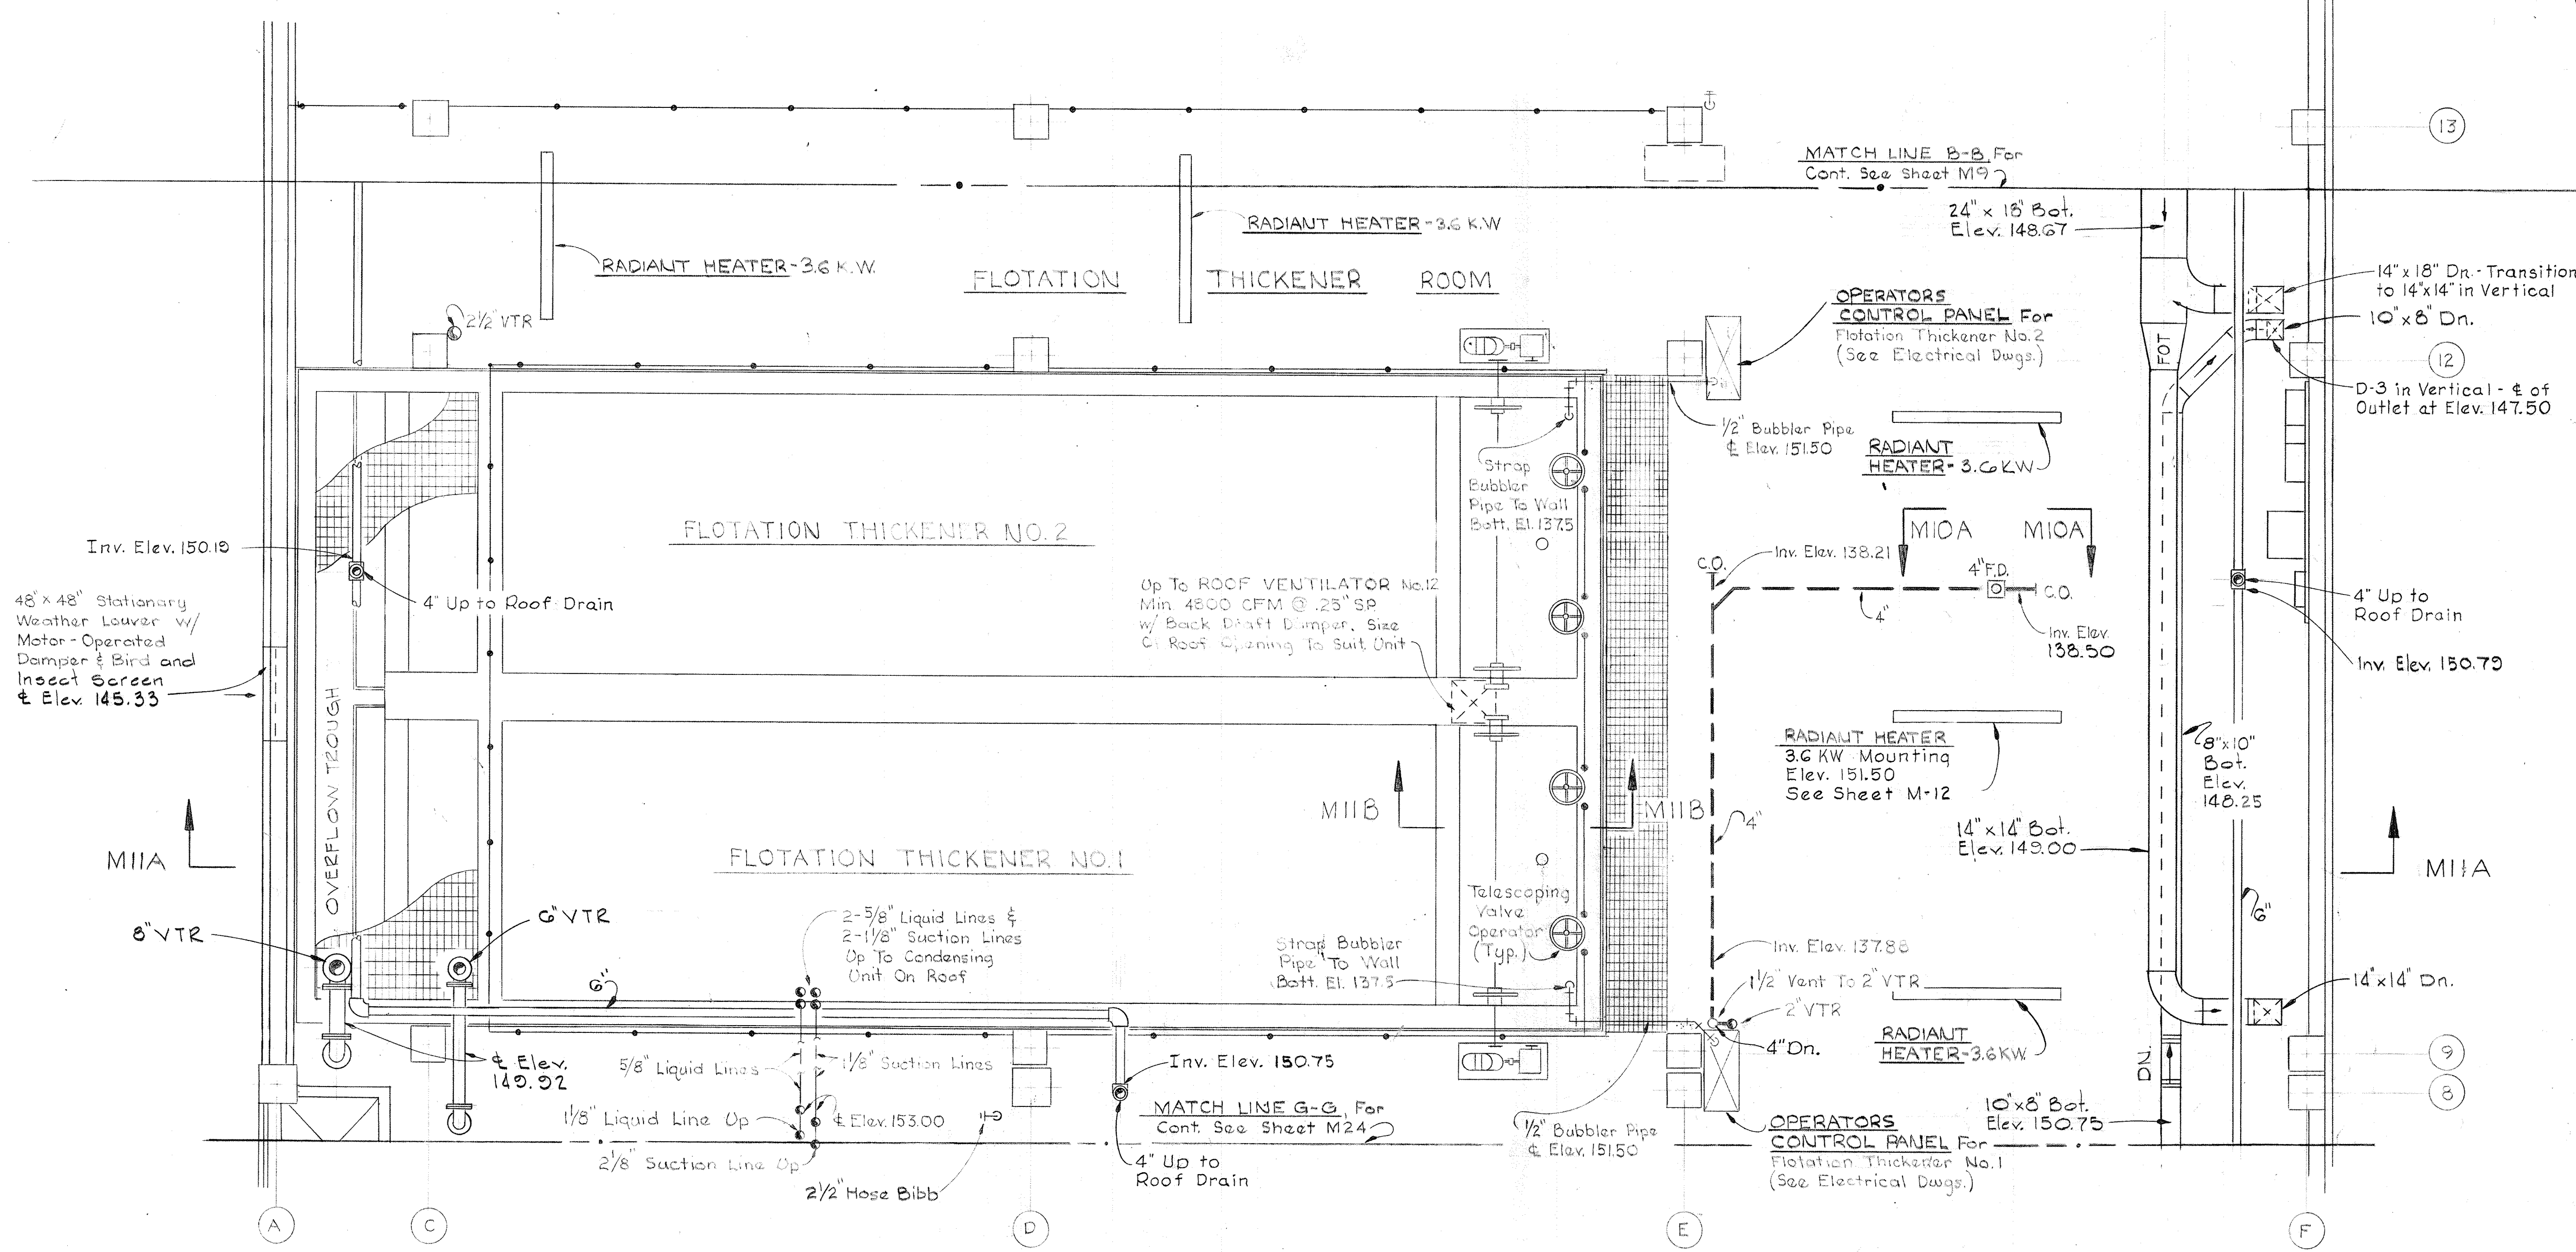 13
MATCH LINE B-B, For
Cont. See Sheet M9
24" x 18" Bot.
Elev. 148.67
RADIANT HEATER-3.6 K.W
RADIANT HEATER-3.6 K.W.
FLOTATION THICKENER ROOM
14" x 18" Dn.-Transition
to 14"x14" in Vertical
10"x8" Dn.
OPERATORS
CONTROL PANEL For
Flotation Thickener No.2
(See Electrical Dwgs.)
2½" VTR
FOT
12
D-3 in Vertical - ℄ of
Outlet at Elev. 147.50
½" Bubbler Pipe
℄ Elev. 151.50
RADIANT
HEATER-3.6KW
Strap
Bubbler
Pipe To Wall
Bott. El. 137.5
FLOTATION THICKENER NO. 2
M10A
M10A
Inv. Elev. 150.19
Inv. Elev. 138.21
C.O.
4" F.D.
C.O.
4"
Inv. Elev.
138.50
4" Up to Roof Drain
48" x 48" Stationary
Weather Louver w/
Motor-Operated
Damper & Bird and
Insect Screen
℄ Elev. 145.33
Up To ROOF VENTILATOR No.12
Min. 4800 CFM @ .25" S.P.
w/ Back Draft Damper. Size
Of Roof Opening To Suit Unit
4" Up to
Roof Drain
Inv. Elev. 150.79
OVERFLOW TROUGH
RADIANT HEATER
3.6 KW Mounting
Elev. 151.50
See Sheet M-12
8"x10"
Bot.
Elev.
148.25
M11B
M11B
4"
14" x 14" Bot.
Elev. 149.00
M11A
M11A
FLOTATION THICKENER NO. 1
Telescoping
Valve
Operator
(Typ.)
6"
8" VTR
6" VTR
2-5/8" Liquid Lines &
2-1⅛" Suction Lines
Up To Condensing
Unit On Roof
Strap Bubbler
Pipe To Wall
Bott. El. 137.5
Inv. Elev. 137.88
1½" Vent To 2" VTR
2" VTR
6"
14"x14" Dn.
℄ Elev.
149.92
5/8" Liquid Lines
1⅛" Suction Lines
Inv. Elev. 150.75
4" Dn.
RADIANT
HEATER-3.6KW
DN.
9
8
1⅛" Liquid Line Up
℄ Elev. 153.00
2⅛" Suction Line Up
2½" Hose Bibb
MATCH LINE G-G, For
Cont. See Sheet M24
4" Up to
Roof Drain
½" Bubbler Pipe
℄ Elev. 151.50
10"x8" Bot.
Elev. 150.75
OPERATORS
CONTROL PANEL For
Flotation Thickener No.1
(See Electrical Dwgs.)
A
C
D
E
F